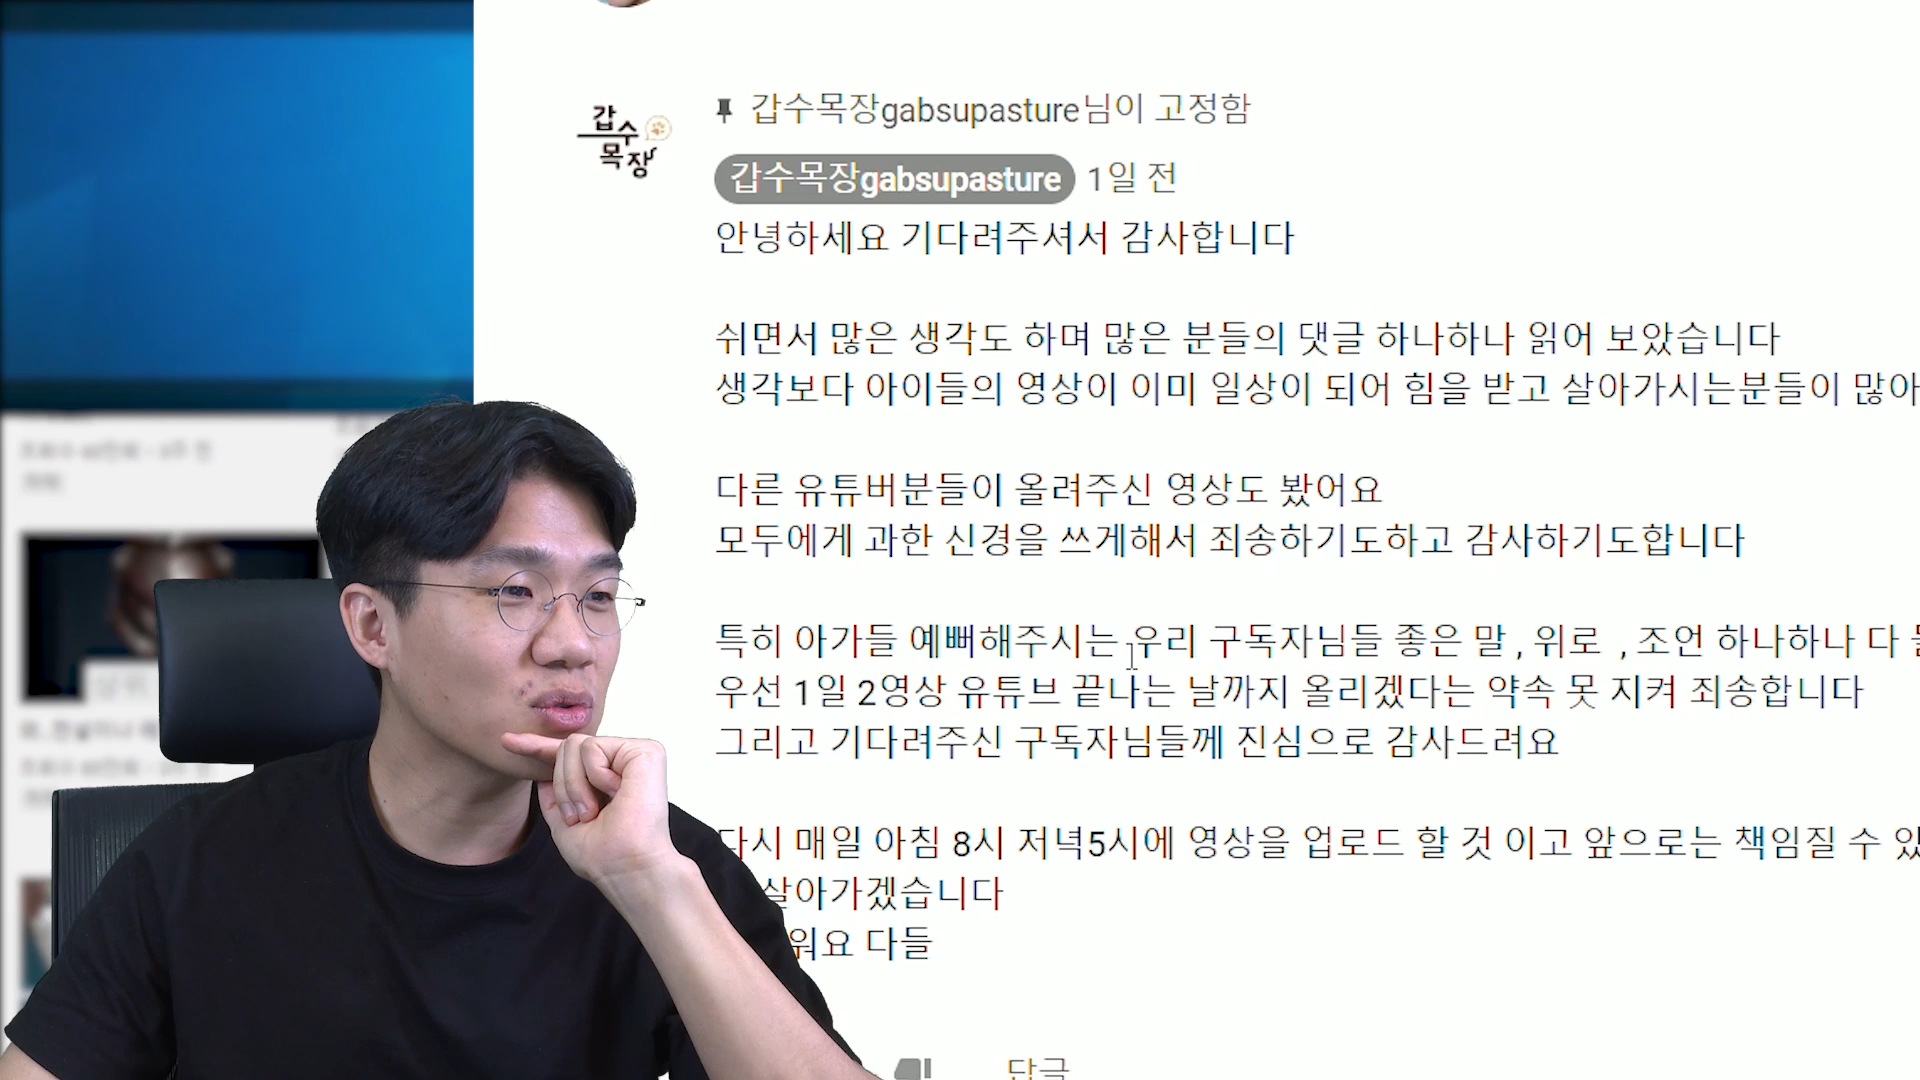 갑수목장
갑수목장gabsupasture님이 고정함
갑수목장gabsupasture 1일 전
안녕하세요 기다려주셔서 감사합니다
쉬면서 많은 생각도 하며 많은 분들의 댓글 하나하나 읽어 보았습니다
생각보다 아이들의 영상이 이미 일상이 되어 힘을 받고 살아가시는분들이 많아
다른 유튜버분들이 올려주신 영상도 봤어요
모두에게 과한 신경을 쓰게해서 죄송하기도하고 감사하기도합니다
특히 아가들 예뻐해주시는 우리 구독자님들 좋은 말 , 위로 , 조언 하나하나 다
우선 1일 2영상 유튜브 끝나는 날까지 올리겠다는 약속 못 지켜 죄송합니다
그리고 기다려주신 구독자님들께 진심으로 감사드려요
다시 매일 아침 8시 저녁5시에 영상을 업로드 할 것 이고 앞으로는 책임질 수
살아가겠습니다
워요 다들
답글